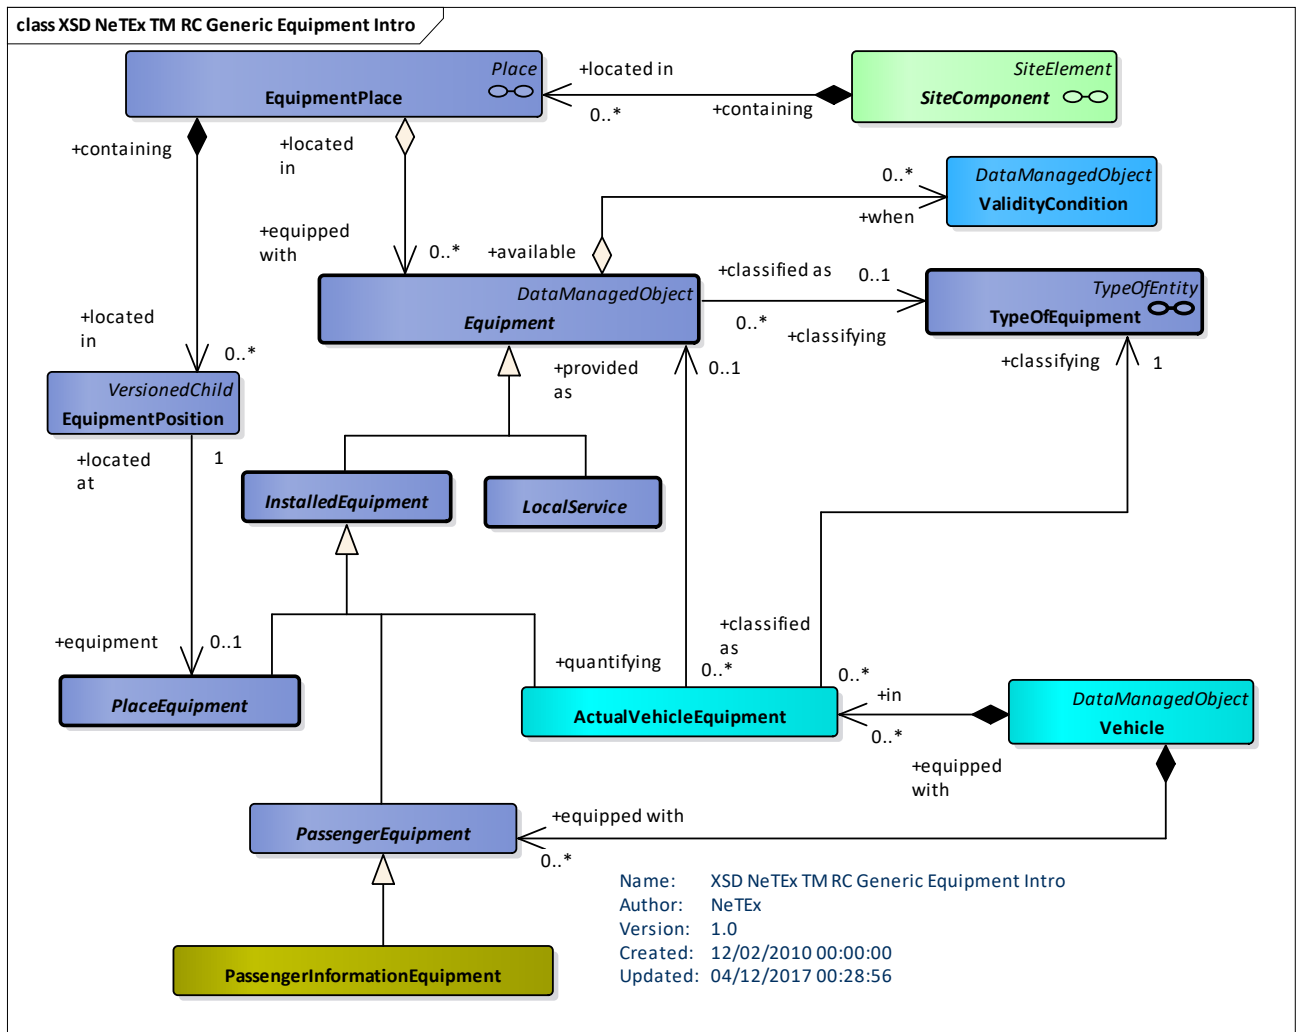 class XSD NeTEx TM RC Generic Equipment Intro
Place
EquipmentPlace
+located in
0..*
+containing
SiteElement
SiteComponent
+containing
+located
in
+equipped
with
0..*
+available
0..*
+when
DataManagedObject
ValidityCondition
DataManagedObject
Equipment
+classified as
0..1
0..*
+classifying
TypeOfEntity
TypeOfEquipment
+located
in
0..*
+provided
as
0..1
+classifying
1
VersionedChild
EquipmentPosition
+located
at
1
InstalledEquipment
LocalService
+equipment
0..1
PlaceEquipment
+quantifying
+classified
as
0..*
0..*
ActualVehicleEquipment
+in
0..*
+equipped
with
DataManagedObject
Vehicle
PassengerEquipment
+equipped with
0..*
PassengerInformationEquipment
Name: XSD NeTEx TM RC Generic Equipment Intro
Author: NeTEx
Version: 1.0
Created: 12/02/2010 00:00:00
Updated: 04/12/2017 00:28:56